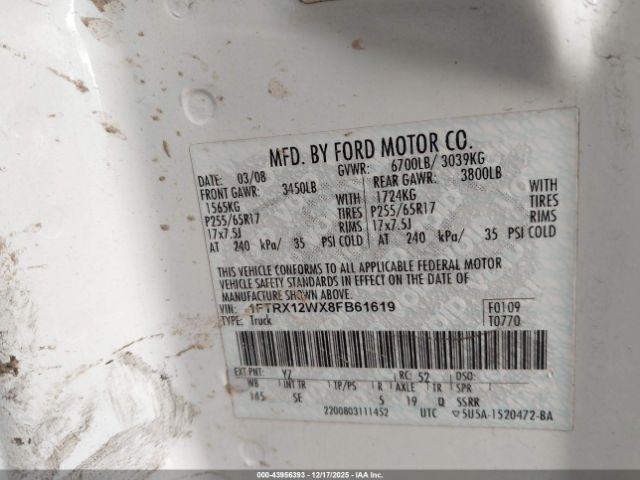 MFD. BY FORD MOTOR CO.
DATE: 03/08 GVWR: 6700LB/ 3039KG
FRONT GAWR: 3450LB REAR GAWR: 3800LB
1565KG WITH 1724KG WITH
P255/65R17 TIRES P255/65R17 TIRES
17x7.5J RIMS 17x7.5J RIMS
AT 240 kPa/ 35 PSI COLD AT 240 kPa/ 35 PSI COLD
THIS VEHICLE CONFORMS TO ALL APPLICABLE FEDERAL MOTOR
VEHICLE SAFETY STANDARDS IN EFFECT ON THE DATE OF
MANUFACTURE SHOWN ABOVE.
VIN: 1FTRX12WX8FB61619 F0109
TYPE: Truck T0770
EXT PNT: YZ RC: 52 DSO:
WB INT TR TP/PS R AXLE TR SPR
145 SE 5 19 Q SSRR
2200803111452 UTC 5U5A-1520472-BA
000-43956393 - 12/17/2025 - IAAI.COM